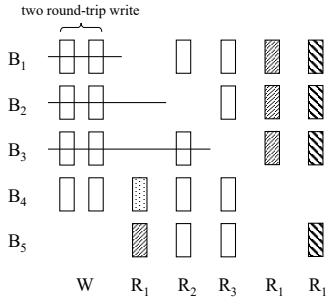 two round-trip write
B1
B2
B3
B4
B5
W R1 R2 R3 R1 R1